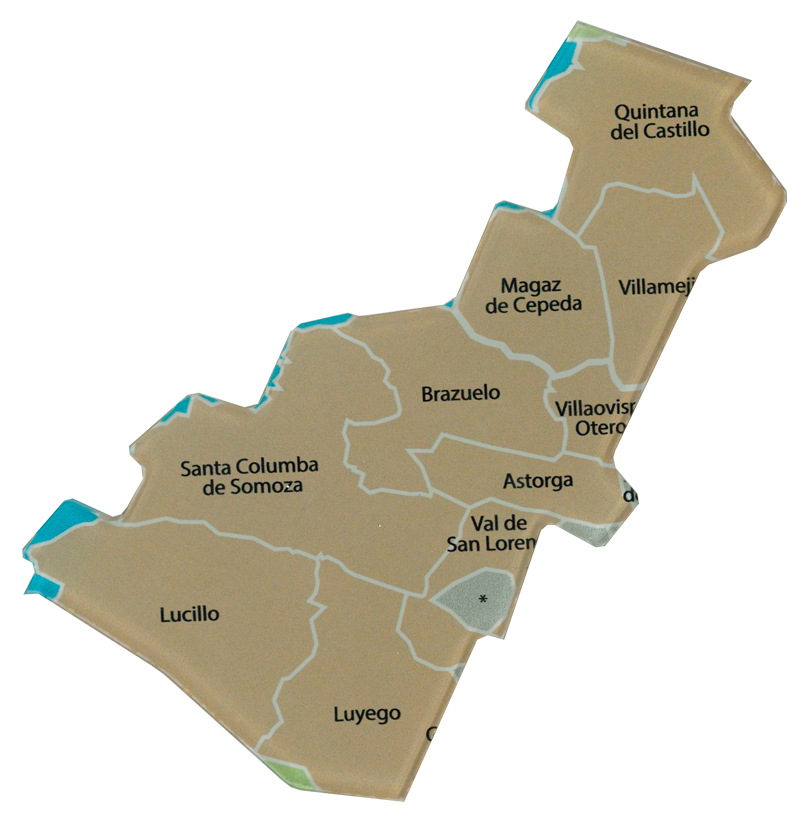 Quintana
del Castillo
Magaz
de Cepeda
Villameji
Brazuelo
Villaovisp
Otero
Santa Columba
de Somoza
Astorga
Val de
San Loren
*
Lucillo
Luyego